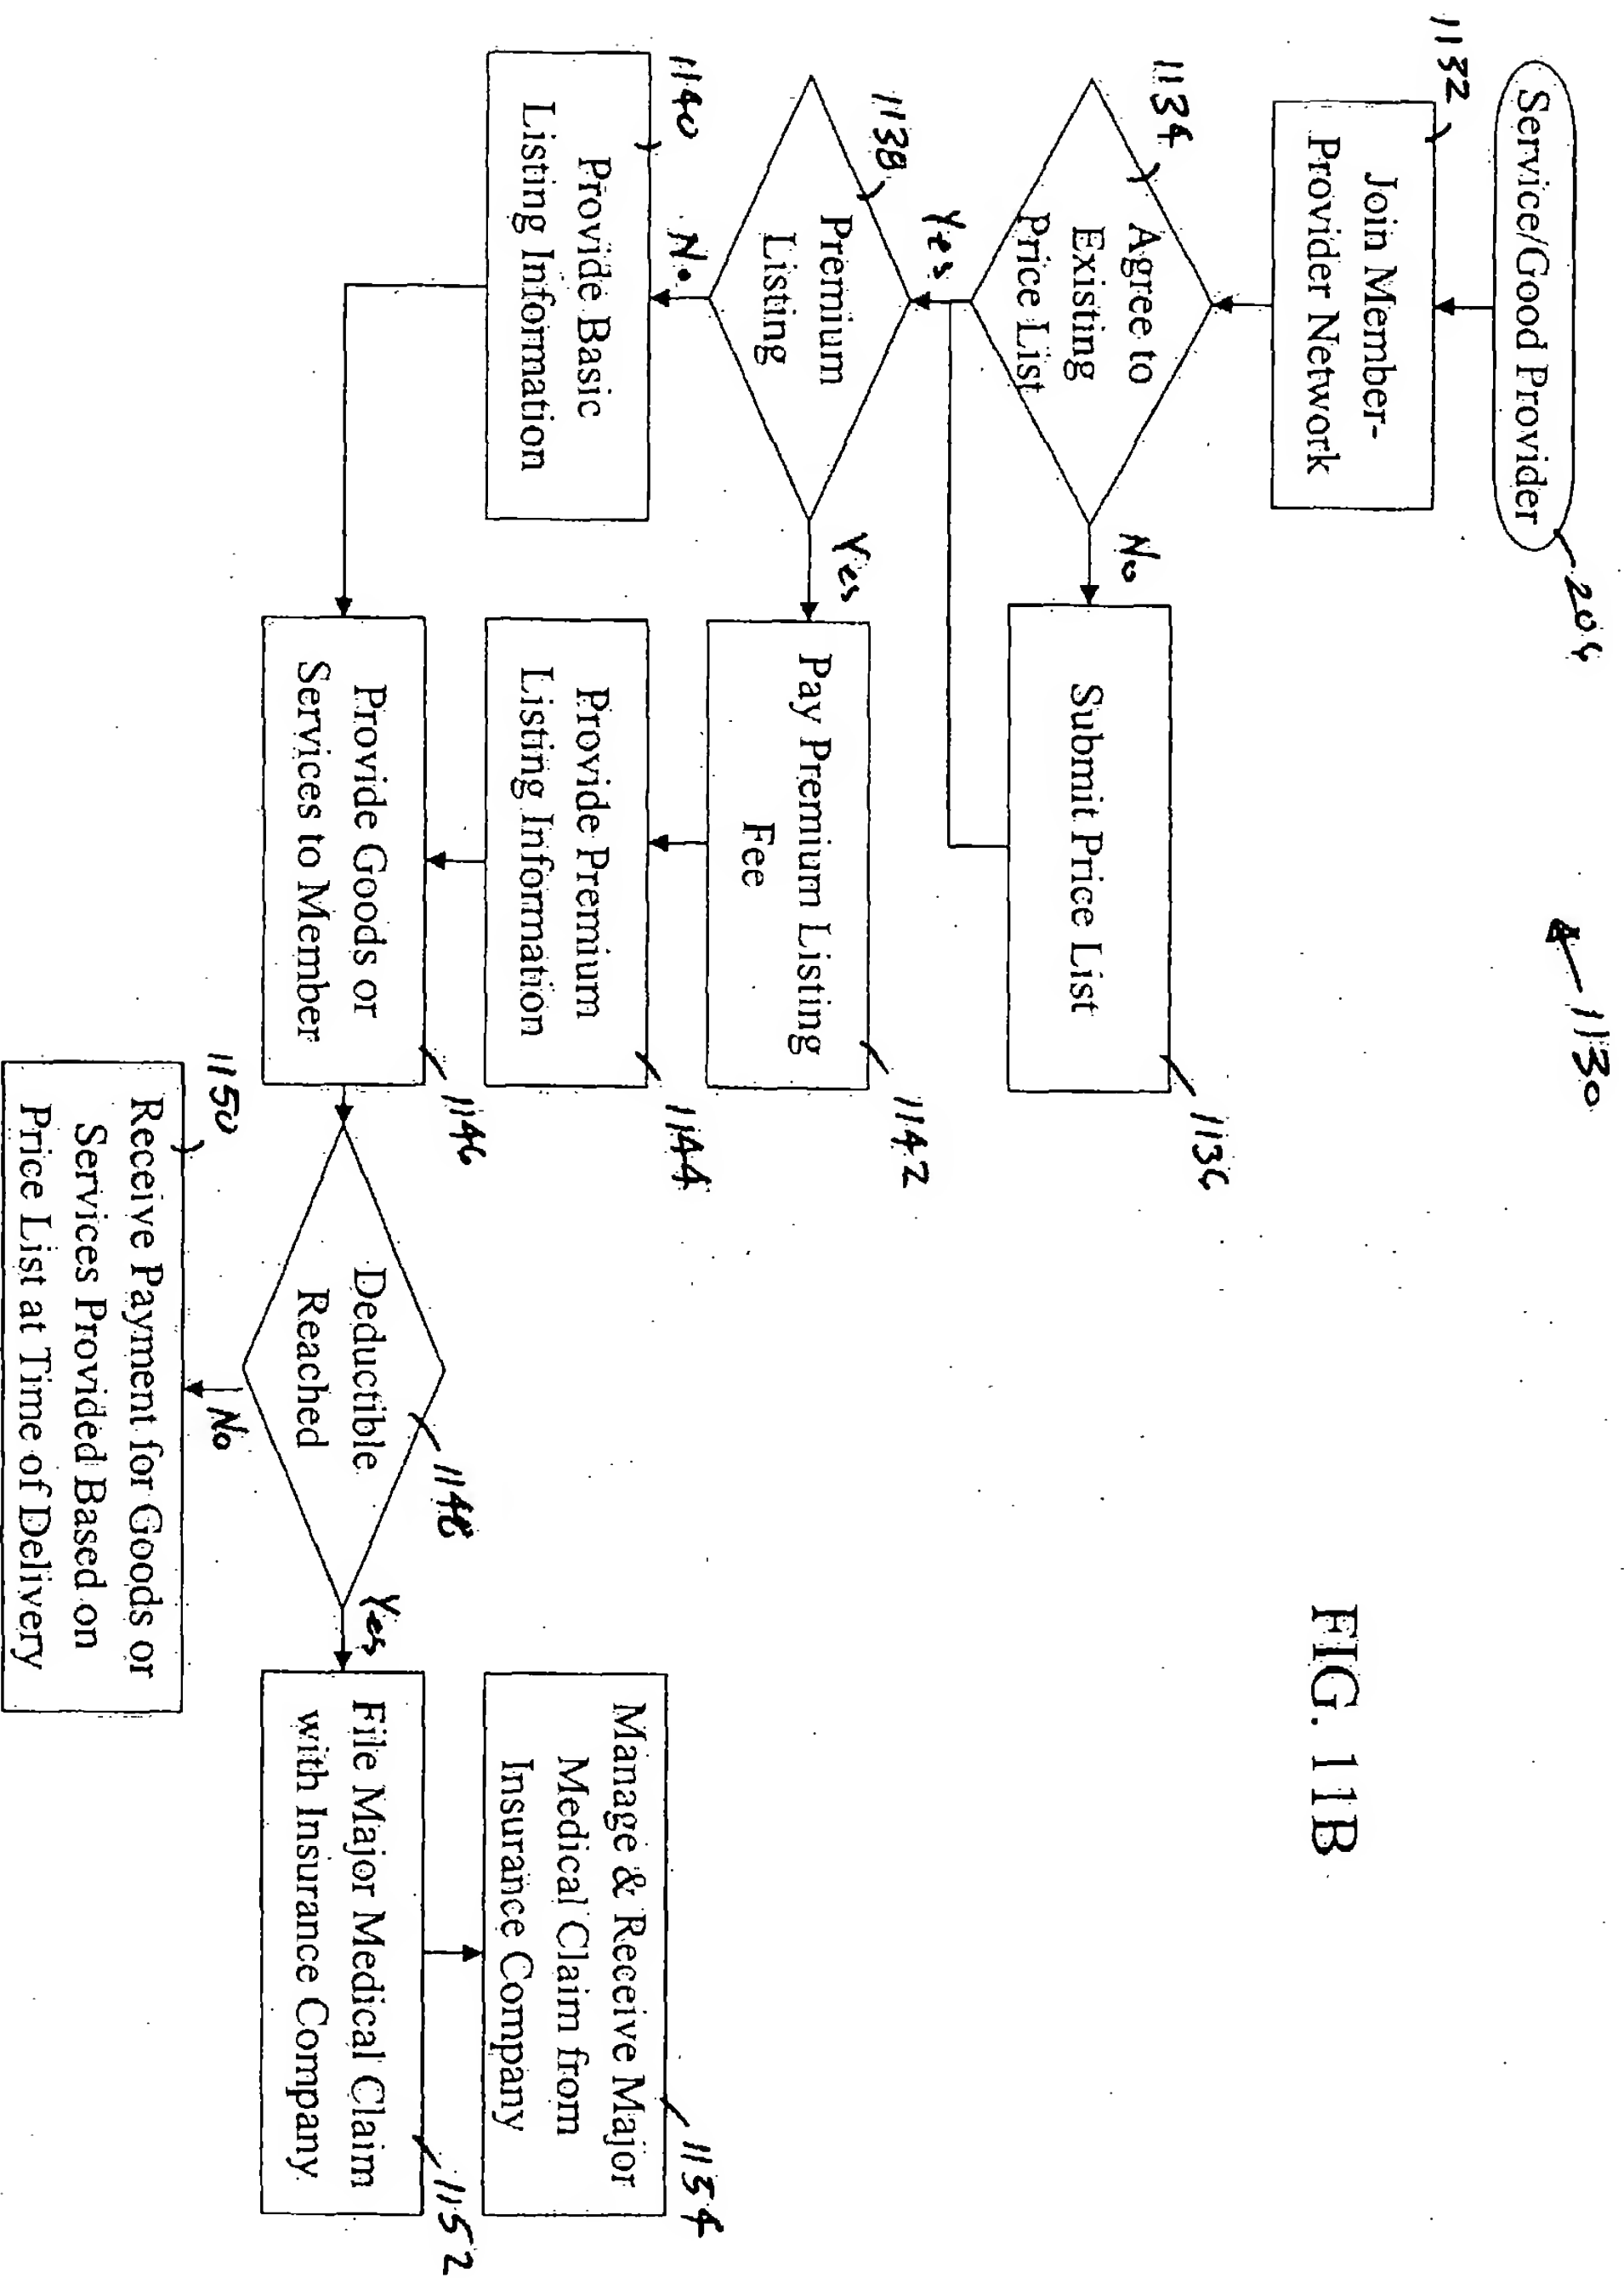 FIG. 11B
1130
Service/Good Provider
204
1132
Join Member-
Provider Network
1134
Agree to
Existing
Price List
No
Submit Price List
1136
Yes
1138
Premium
Listing
Yes
Pay Premium Listing
Fee
1142
No
1140
Provide Basic
Listing Information
Provide Premium
Listing Information
1144
Provide Goods or
Services to Member
1146
Deductible
Reached
1148
Yes
File Major Medical Claim
with Insurance Company
1152
Manage & Receive Major
Medical Claim from
Insurance Company
1154
No
1150
Receive Payment for Goods or
Services Provided Based on
Price List at Time of Delivery